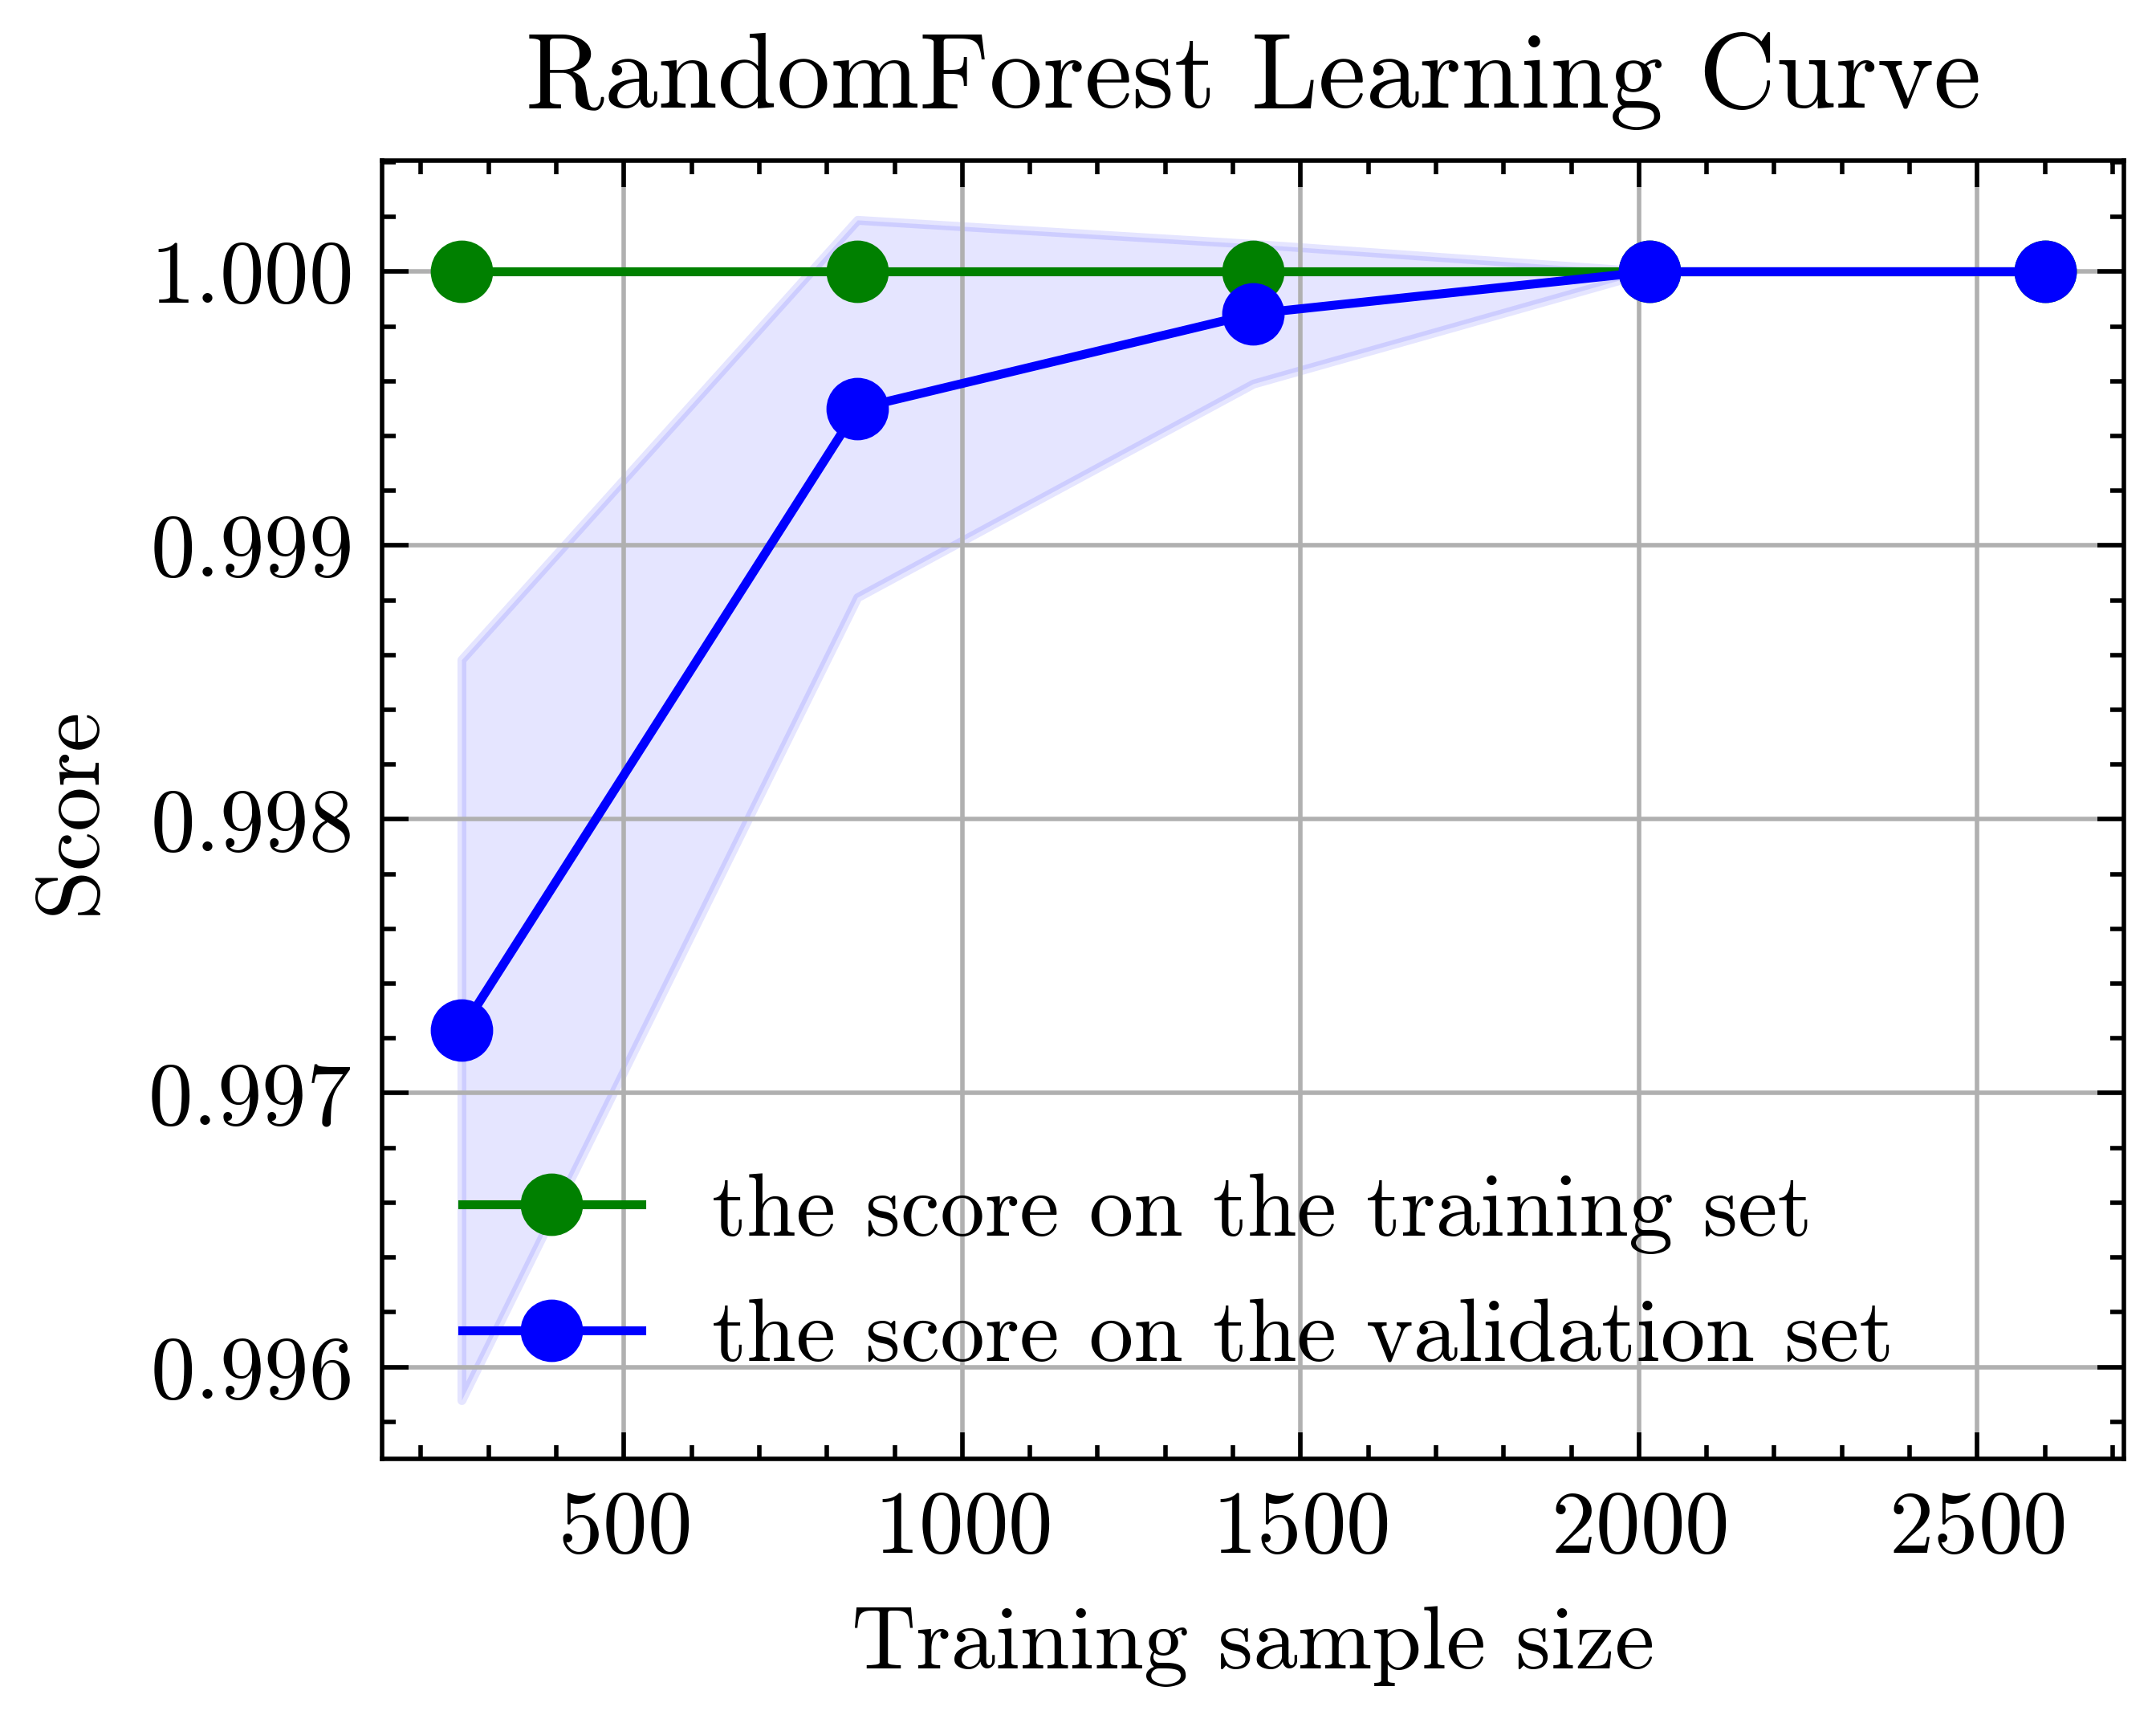 RandomForest Learning Curve
1.000
0.999
0.998
0.997
0.996
Score
the score on the training set
the score on the validation set
500 1000 1500 2000 2500
Training sample size